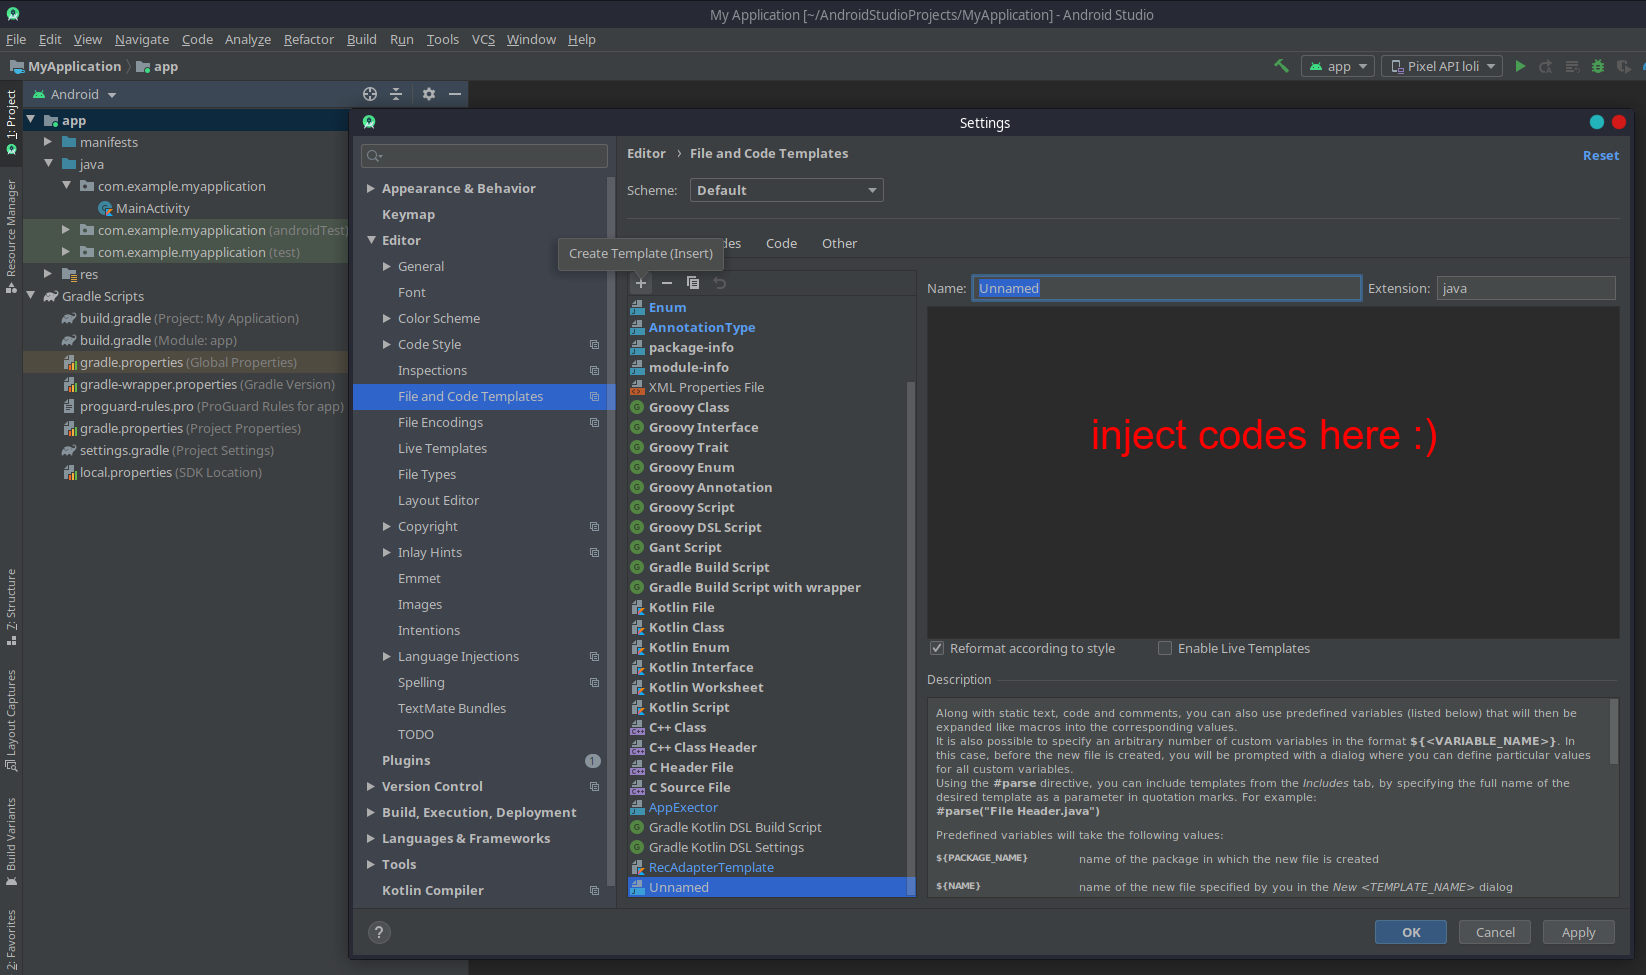 My Application [~/AndroidStudioProjects/MyApplication] - Android Studio
File Edit View Navigate Code Analyze Refactor Build Run Tools VCS Window Help
MyApplication app
app
Pixel API loli
1: Project
Resource Manager
7: Structure
Layout Captures
Build Variants
2: Favorites
Android
app
manifests
java
com.example.myapplication
MainActivity
com.example.myapplication (androidTest)
com.example.myapplication (test)
res
Gradle Scripts
build.gradle (Project: My Application)
build.gradle (Module: app)
gradle.properties (Global Properties)
gradle-wrapper.properties (Gradle Version)
proguard-rules.pro (ProGuard Rules for app)
gradle.properties (Project Properties)
settings.gradle (Project Settings)
local.properties (SDK Location)
Settings
Appearance & Behavior
Keymap
Editor
General
Font
Color Scheme
Code Style
Inspections
File and Code Templates
File Encodings
Live Templates
File Types
Layout Editor
Copyright
Inlay Hints
Emmet
Images
Intentions
Language Injections
Spelling
TextMate Bundles
TODO
Plugins 1
Version Control
Build, Execution, Deployment
Languages & Frameworks
Tools
Kotlin Compiler
Editor › File and Code Templates
Reset
Scheme: Default
des Code Other
Create Template (Insert)
Enum
AnnotationType
package-info
module-info
XML Properties File
Groovy Class
Groovy Interface
Groovy Trait
Groovy Enum
Groovy Annotation
Groovy Script
Groovy DSL Script
Gant Script
Gradle Build Script
Gradle Build Script with wrapper
Kotlin File
Kotlin Class
Kotlin Enum
Kotlin Interface
Kotlin Worksheet
Kotlin Script
C++ Class
C++ Class Header
C Header File
C Source File
AppExector
Gradle Kotlin DSL Build Script
Gradle Kotlin DSL Settings
RecAdapterTemplate
Unnamed
Name: Unnamed Extension: java
inject codes here :)
Reformat according to style Enable Live Templates
Description
Along with static text, code and comments, you can also use predefined variables (listed below) that will then be
expanded like macros into the corresponding values.
It is also possible to specify an arbitrary number of custom variables in the format ${<VARIABLE_NAME>}. In
this case, before the new file is created, you will be prompted with a dialog where you can define particular values
for all custom variables.
Using the #parse directive, you can include templates from the Includes tab, by specifying the full name of the
desired template as a parameter in quotation marks. For example:
#parse("File Header.java")
Predefined variables will take the following values:
${PACKAGE_NAME} name of the package in which the new file is created
${NAME} name of the new file specified by you in the New <TEMPLATE_NAME> dialog
?
OK Cancel Apply